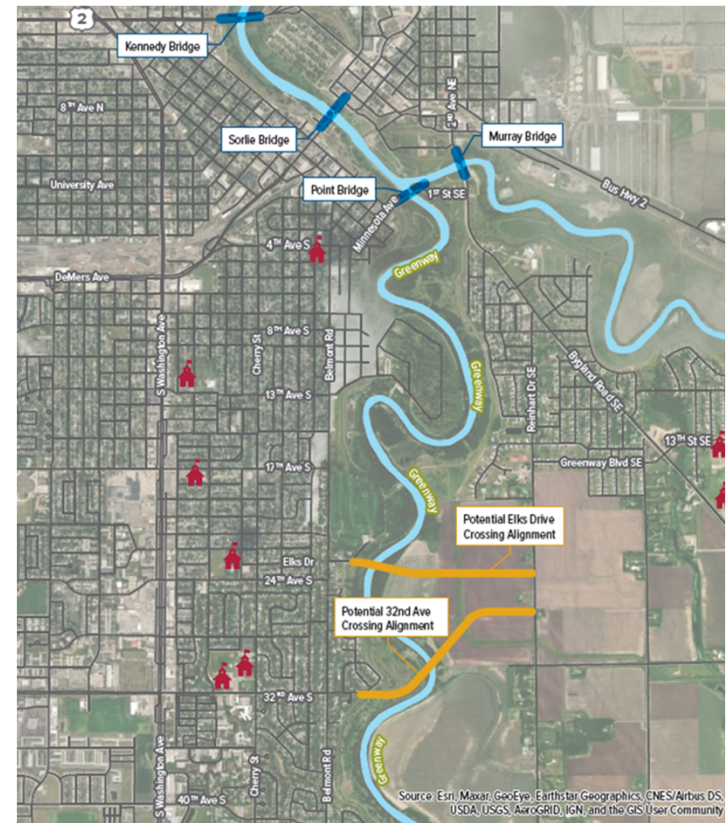 2
Kennedy Bridge
8TH Ave N
2ND Ave NE
Sorlie Bridge
Murray Bridge
University Ave
Point Bridge
1ST St SE
Bus Hwy 2
Minnesota Ave
4TH Ave S
Greenway
DeMers Ave
S Washington Ave
Cherry St
8TH Ave S
Belmont Rd
13TH Ave S
Greenway
Reinhart Dr SE
Bygland Road SE
13TH St SE
17TH Ave S
Greenway Blvd SE
Greenway
Potential Elks Drive
Crossing Alignment
Elks Dr
24TH Ave S
Potential 32nd Ave
Crossing Alignment
32ND Ave S
S Washington Ave
Cherry St
Belmont Rd
Greenway
40TH Ave S
Source: Esri, Maxar, GeoEye, Earthstar Geographics, CNES/Airbus DS,
USDA, USGS, AeroGRID, IGN, and the GIS User Community